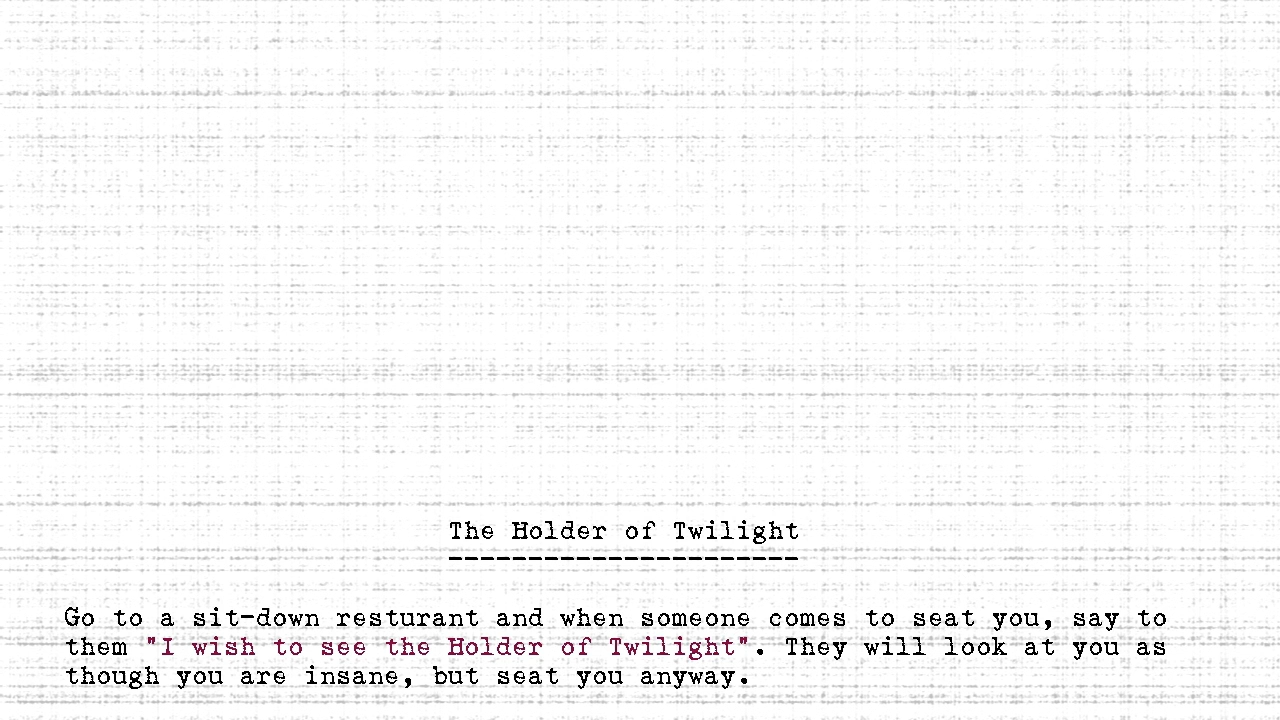 The Holder of Twilight
----------------------
Go to a sit-down resturant and when someone comes to seat you, say to
them "I wish to see the Holder of Twilight". They will look at you as
though you are insane, but seat you anyway.